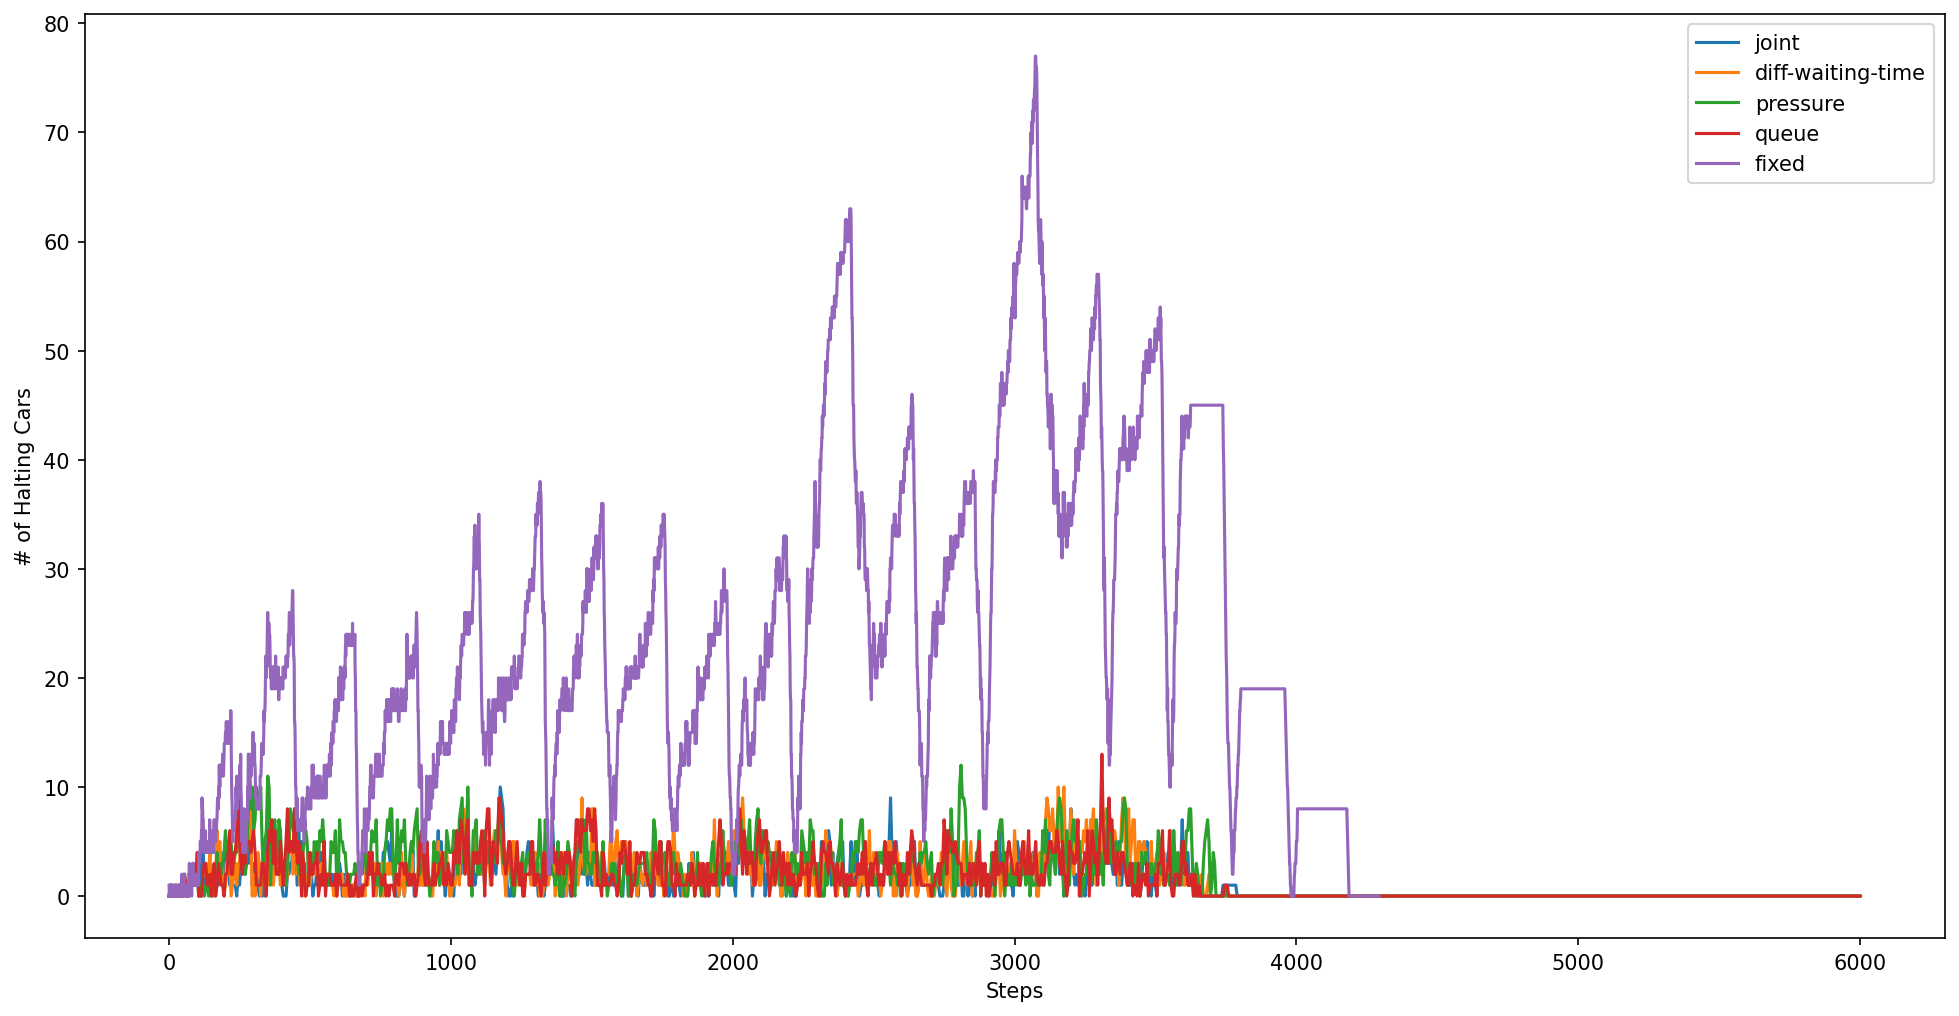 80
70
60
50
40
30
20
10
0
# of Halting Cars
joint
diff-waiting-time
pressure
queue
fixed
0 1000 2000 3000 4000 5000 6000
Steps